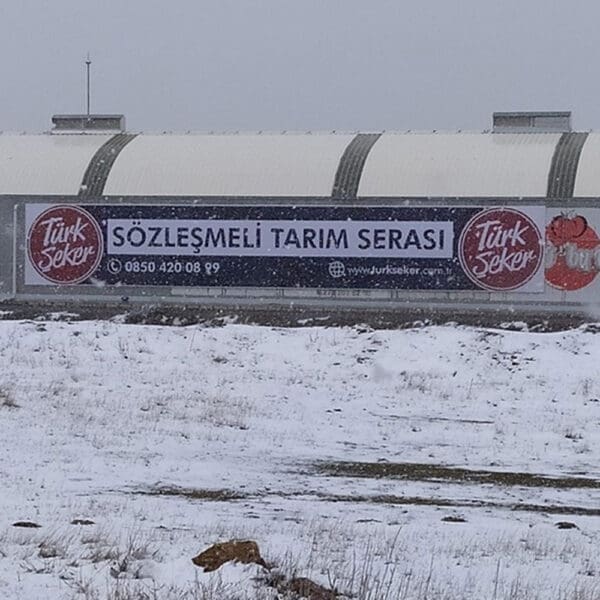 Türk
Şeker
SÖZLEŞMELİ TARIM SERASI
0850 420 08 99
www.turkseker.com.tr
Türk
Şeker